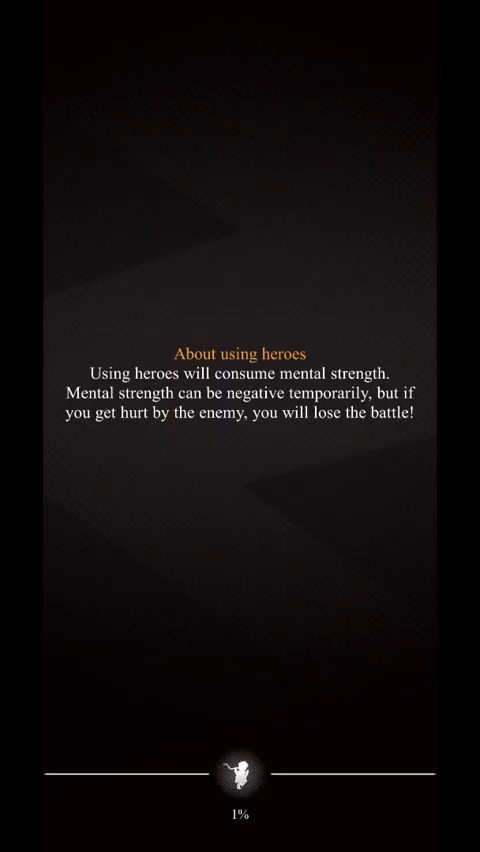 About using heroes
Using heroes will consume mental strength.
Mental strength can be negative temporarily, but if
you get hurt by the enemy, you will lose the battle!
1%